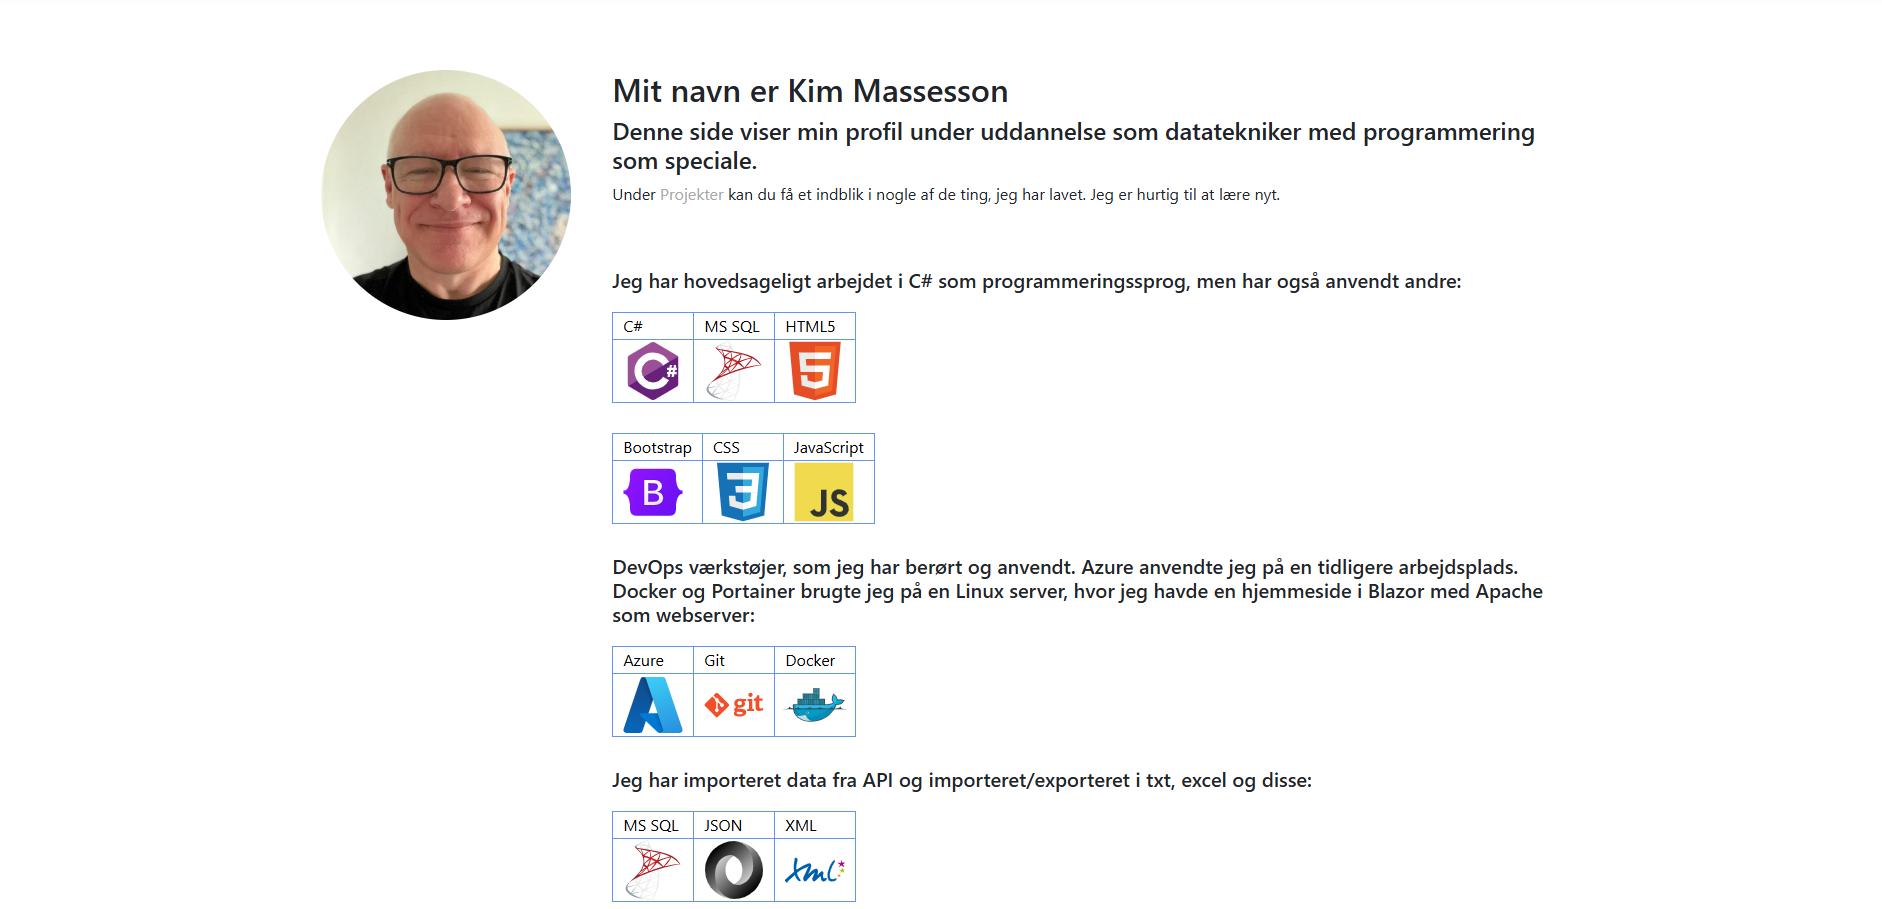 Mit navn er Kim Massesson
Denne side viser min profil under uddannelse som datatekniker med programmering
som speciale.
Under Projekter kan du få et indblik i nogle af de ting, jeg har lavet. Jeg er hurtig til at lære nyt.
Jeg har hovedsageligt arbejdet i C# som programmeringssprog, men har også anvendt andre:
C# MS SQL HTML5
C# 5
Bootstrap CSS JavaScript
B 3 JS
DevOps værkstøjer, som jeg har berørt og anvendt. Azure anvendte jeg på en tidligere arbejdsplads.
Docker og Portainer brugte jeg på en Linux server, hvor jeg havde en hjemmeside i Blazor med Apache
som webserver:
Azure Git Docker
git
Jeg har importeret data fra API og importeret/exporteret i txt, excel og disse:
MS SQL JSON XML
xml